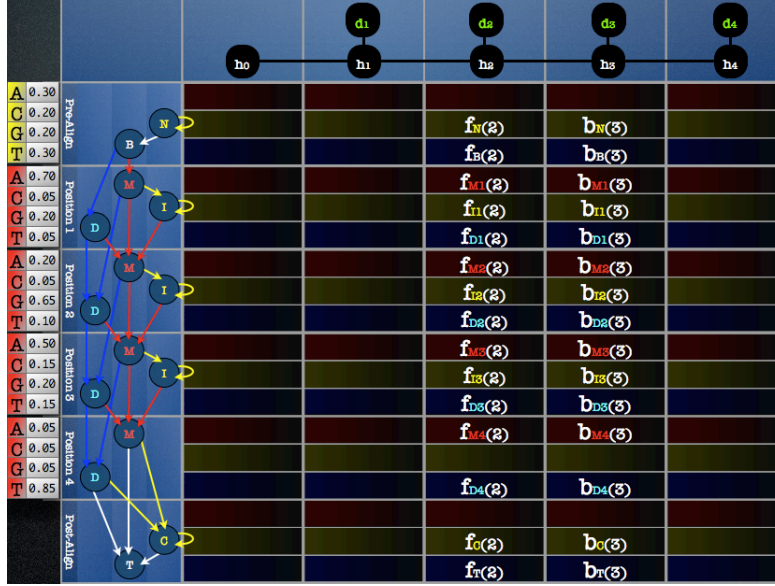 d1 d2 d3 d4
h0 h1 h2 h3 h4
A 0.30
C 0.20
G 0.20
T 0.30
Pre-Align
N
B
fN(2) bN(3)
fB(2) bB(3)
A 0.70
C 0.05
G 0.20
T 0.05
Position 1
M
I
D
fM1(2) bM1(3)
fI1(2) bI1(3)
fD1(2) bD1(3)
A 0.20
C 0.05
G 0.65
T 0.10
Position 2
M
I
D
fM2(2) bM2(3)
fI2(2) bI2(3)
fD2(2) bD2(3)
A 0.50
C 0.15
G 0.20
T 0.15
Position 3
M
I
D
fM3(2) bM3(3)
fI3(2) bI3(3)
fD3(2) bD3(3)
A 0.05
C 0.05
G 0.05
T 0.85
Position 4
M
D
fM4(2) bM4(3)
fD4(2) bD4(3)
Post-Align
C
T
fC(2) bC(3)
fT(2) bT(3)